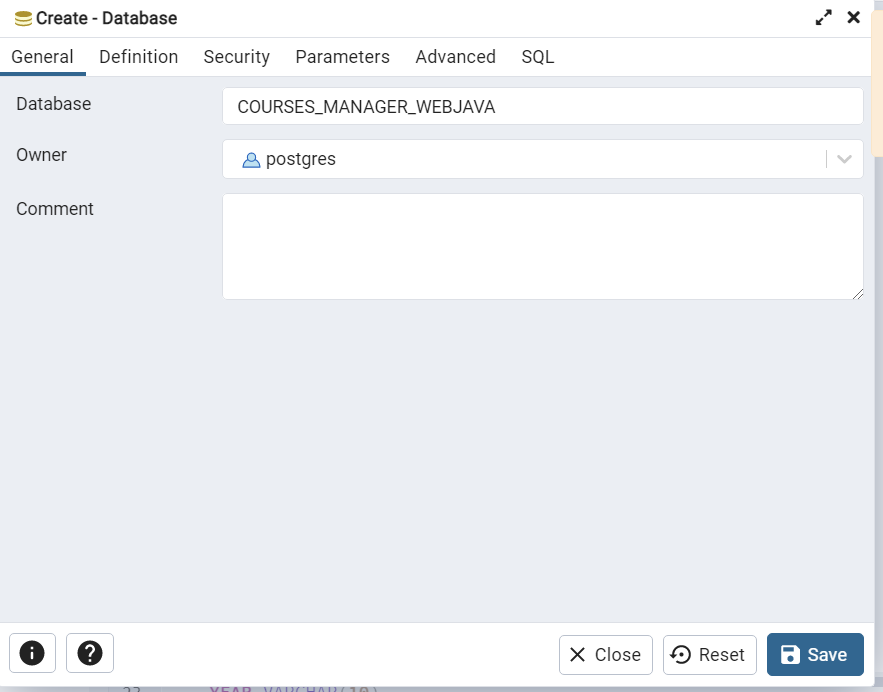 Create - Database
General Definition Security Parameters Advanced SQL
Database COURSES_MANAGER_WEBJAVA
Owner postgres
Comment
Close Reset Save